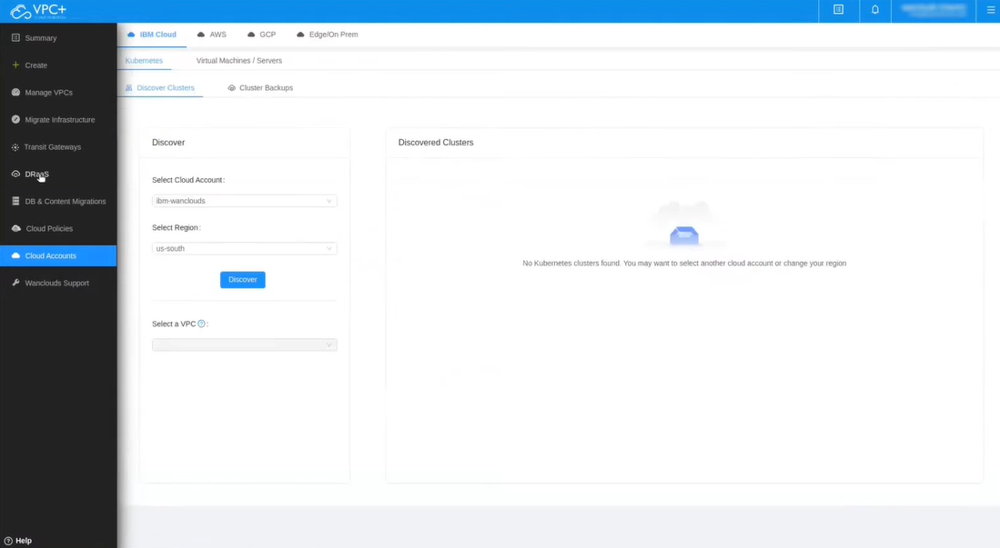 VPC+
IBM Cloud
AWS
GCP
Edge/On Prem
Summary
Create
Manage VPCs
Migrate Infrastructure
Transit Gateways
DRaaS
DB & Content Migrations
Cloud Policies
Cloud Accounts
Wanclouds Support
Help
Kubernetes
Virtual Machines / Servers
Discover Clusters
Cluster Backups
Discover
Select Cloud Account:
ibm-wanclouds
Select Region:
us-south
Discover
Select a VPC ? :
Discovered Clusters
No Kubernetes clusters found. You may want to select another cloud account or change your region